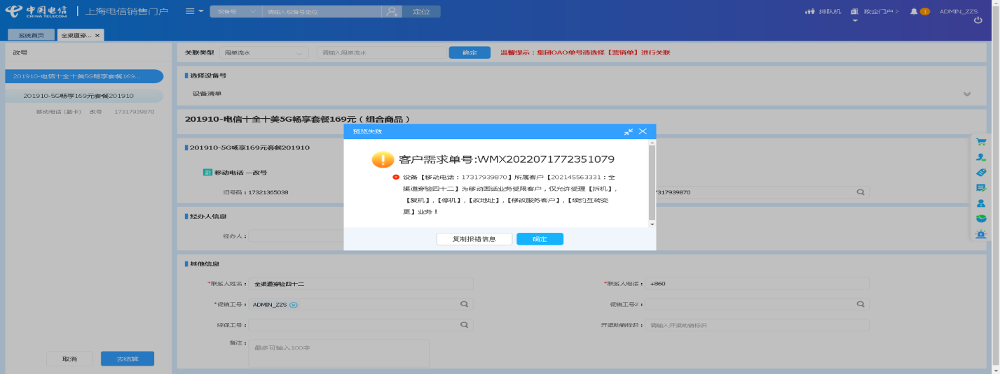 中国电信
CHINA TELECOM
上海电信销售门户
设备号
请输入设备号定位
定位
排队机
政企门户
1
ADMIN_ZZS
系统首页
全渠道穿...
改号
201910-电信十全十美5G畅享套餐169...
201910-5G畅享169元套餐201910
移动电话 (副卡) 改号 17317939870
取消
去结算
关联类型
甩单流水
请输入甩单流水
确定
温馨提示：集团OAO单号请选择【营销单】进行关联
选择设备号
设备清单
201910-电信十全十美5G畅享套餐169元（组合商品）
201910-5G畅享169元套餐201910
副 移动电话 —改号
旧号码：17321365038
7317939870
经办人信息
经办人：
预览失败
客户需求单号:WMX2022071772351079
设备【移动电话：17317939870】所属客户【202145563331：全
渠道穿验四十二】为移动固话业务受限客户，仅允许受理【拆机】,
【复机】,【停机】,【改地址】,【修改服务客户】,【续约互转变
更】业务！
复制报错信息
确定
其他信息
*联系人姓名：
全渠道穿验四十二
*联系人电话：
+860
*促销工号：
ADMIN_ZZS
促销工号2：
综促工号：
开渠助销标识：
请输入开渠助销标识
备注：
最多可输入100字